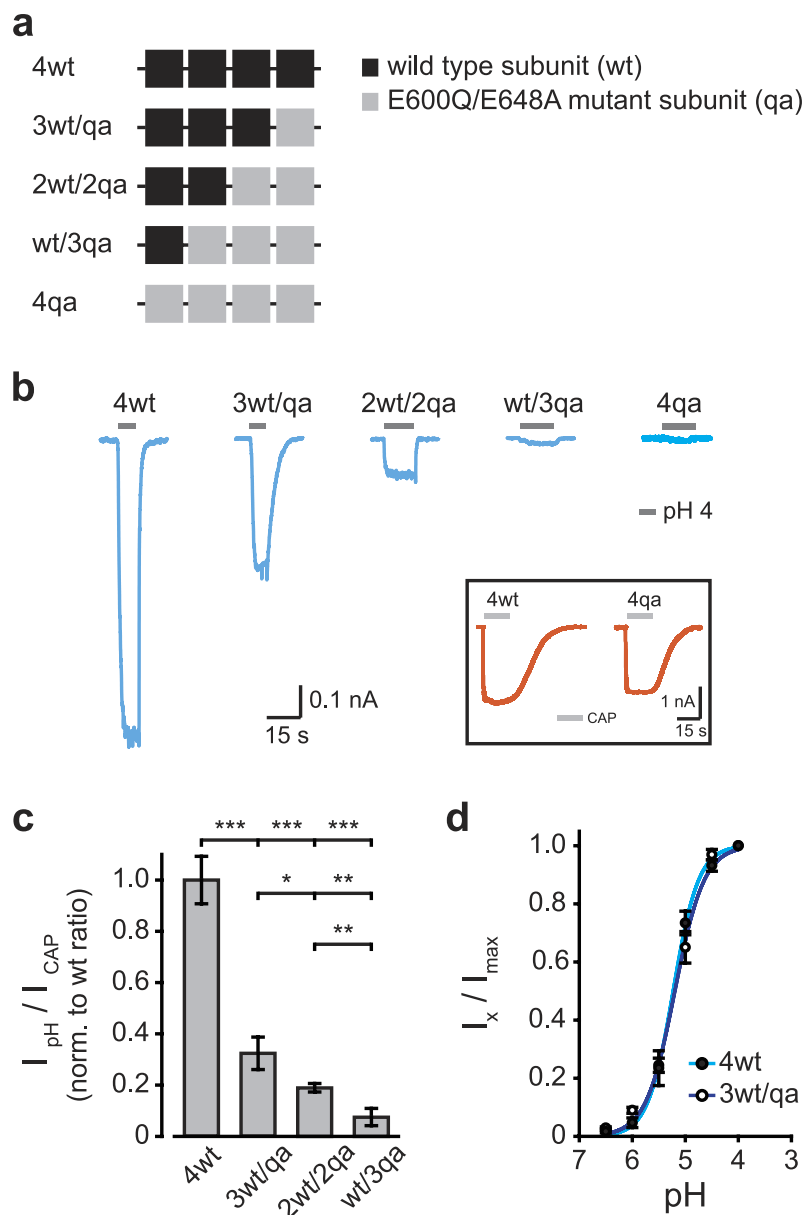 a
4wt
3wt/qa
2wt/2qa
wt/3qa
4qa
wild type subunit (wt)
E600Q/E648A mutant subunit (qa)
b
4wt 3wt/qa 2wt/2qa wt/3qa 4qa
pH 4
0.1 nA
15 s
4wt 4qa
CAP
1 nA
15 s
c
*** *** ***
* **
**
I pH / I CAP
(norm. to wt ratio)
1.0
0.8
0.6
0.4
0.2
0
4wt 3wt/qa 2wt/2qa wt/3qa
d
I x / I max
1.0
0.8
0.6
0.4
0.2
0
4wt
3wt/qa
7 6 5 4 3
pH